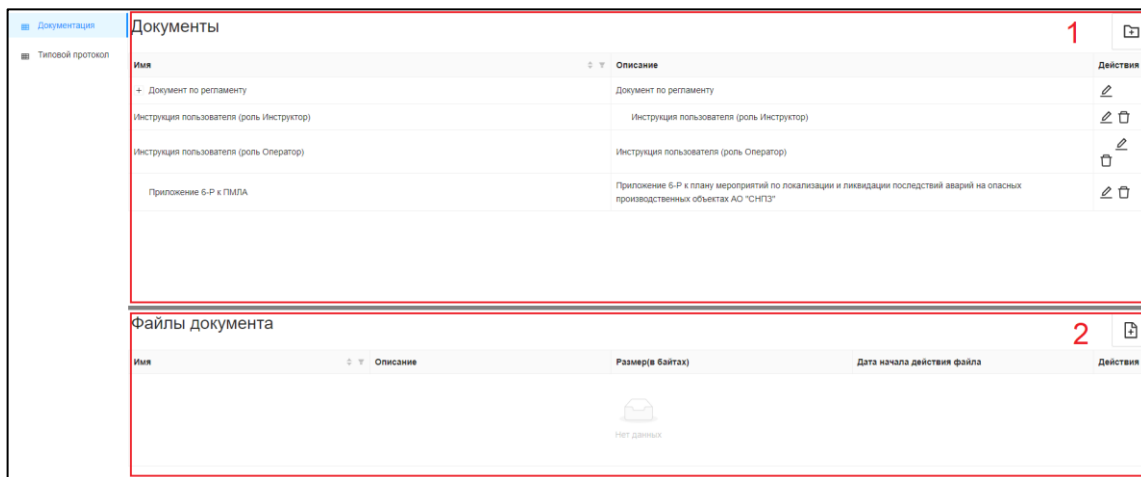 Документация
Типовой протокол
Документы
1
Имя Описание Действия
+ Документ по регламенту Документ по регламенту
Инструкция пользователя (роль Инструктор) Инструкция пользователя (роль Инструктор)
Инструкция пользователя (роль Оператор) Инструкция пользователя (роль Оператор)
Приложение 6-Р к ПМЛА Приложение 6-Р к плану мероприятий по локализации и ликвидации последствий аварий на опасных
производственных объектах АО "СНПЗ"
Файлы документа
2
Имя Описание Размер(в байтах) Дата начала действия файла Действия
Нет данных